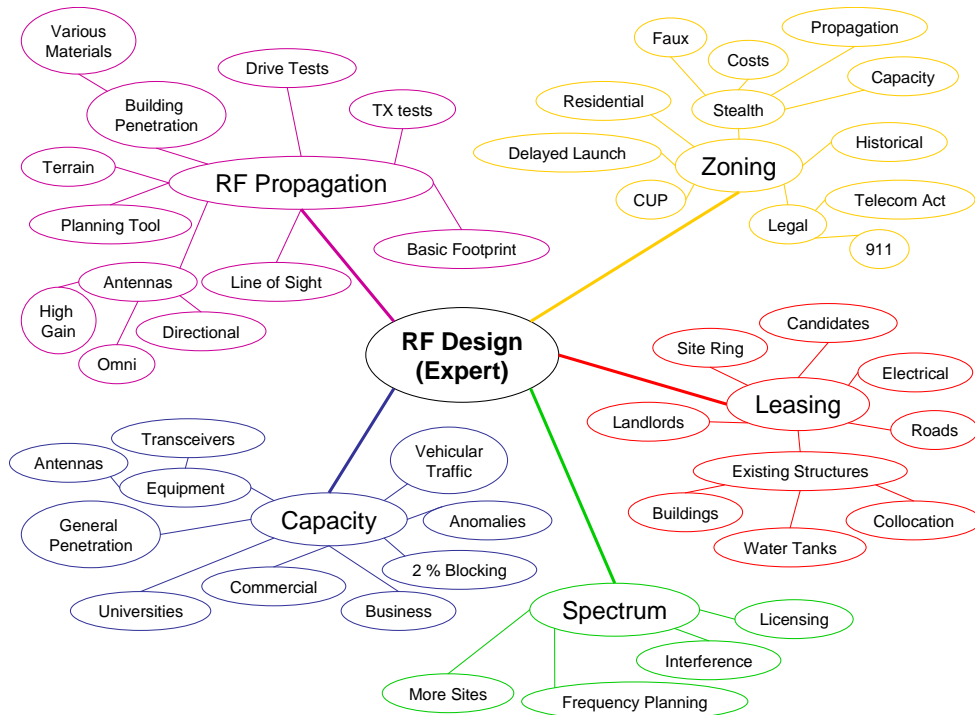 Various
Materials
Drive Tests
Building
Penetration
TX tests
Terrain
RF Propagation
Planning Tool
Basic Footprint
Antennas
Line of Sight
High
Gain
Directional
Omni
Propagation
Faux
Costs
Capacity
Residential
Stealth
Delayed Launch
Zoning
Historical
CUP
Telecom Act
Legal
911
RF Design
(Expert)
Candidates
Site Ring
Electrical
Leasing
Landlords
Roads
Existing Structures
Buildings
Collocation
Water Tanks
Transceivers
Vehicular
Traffic
Antennas
Equipment
Capacity
Anomalies
General
Penetration
2 % Blocking
Commercial
Universities
Business
Spectrum
Licensing
Interference
More Sites
Frequency Planning